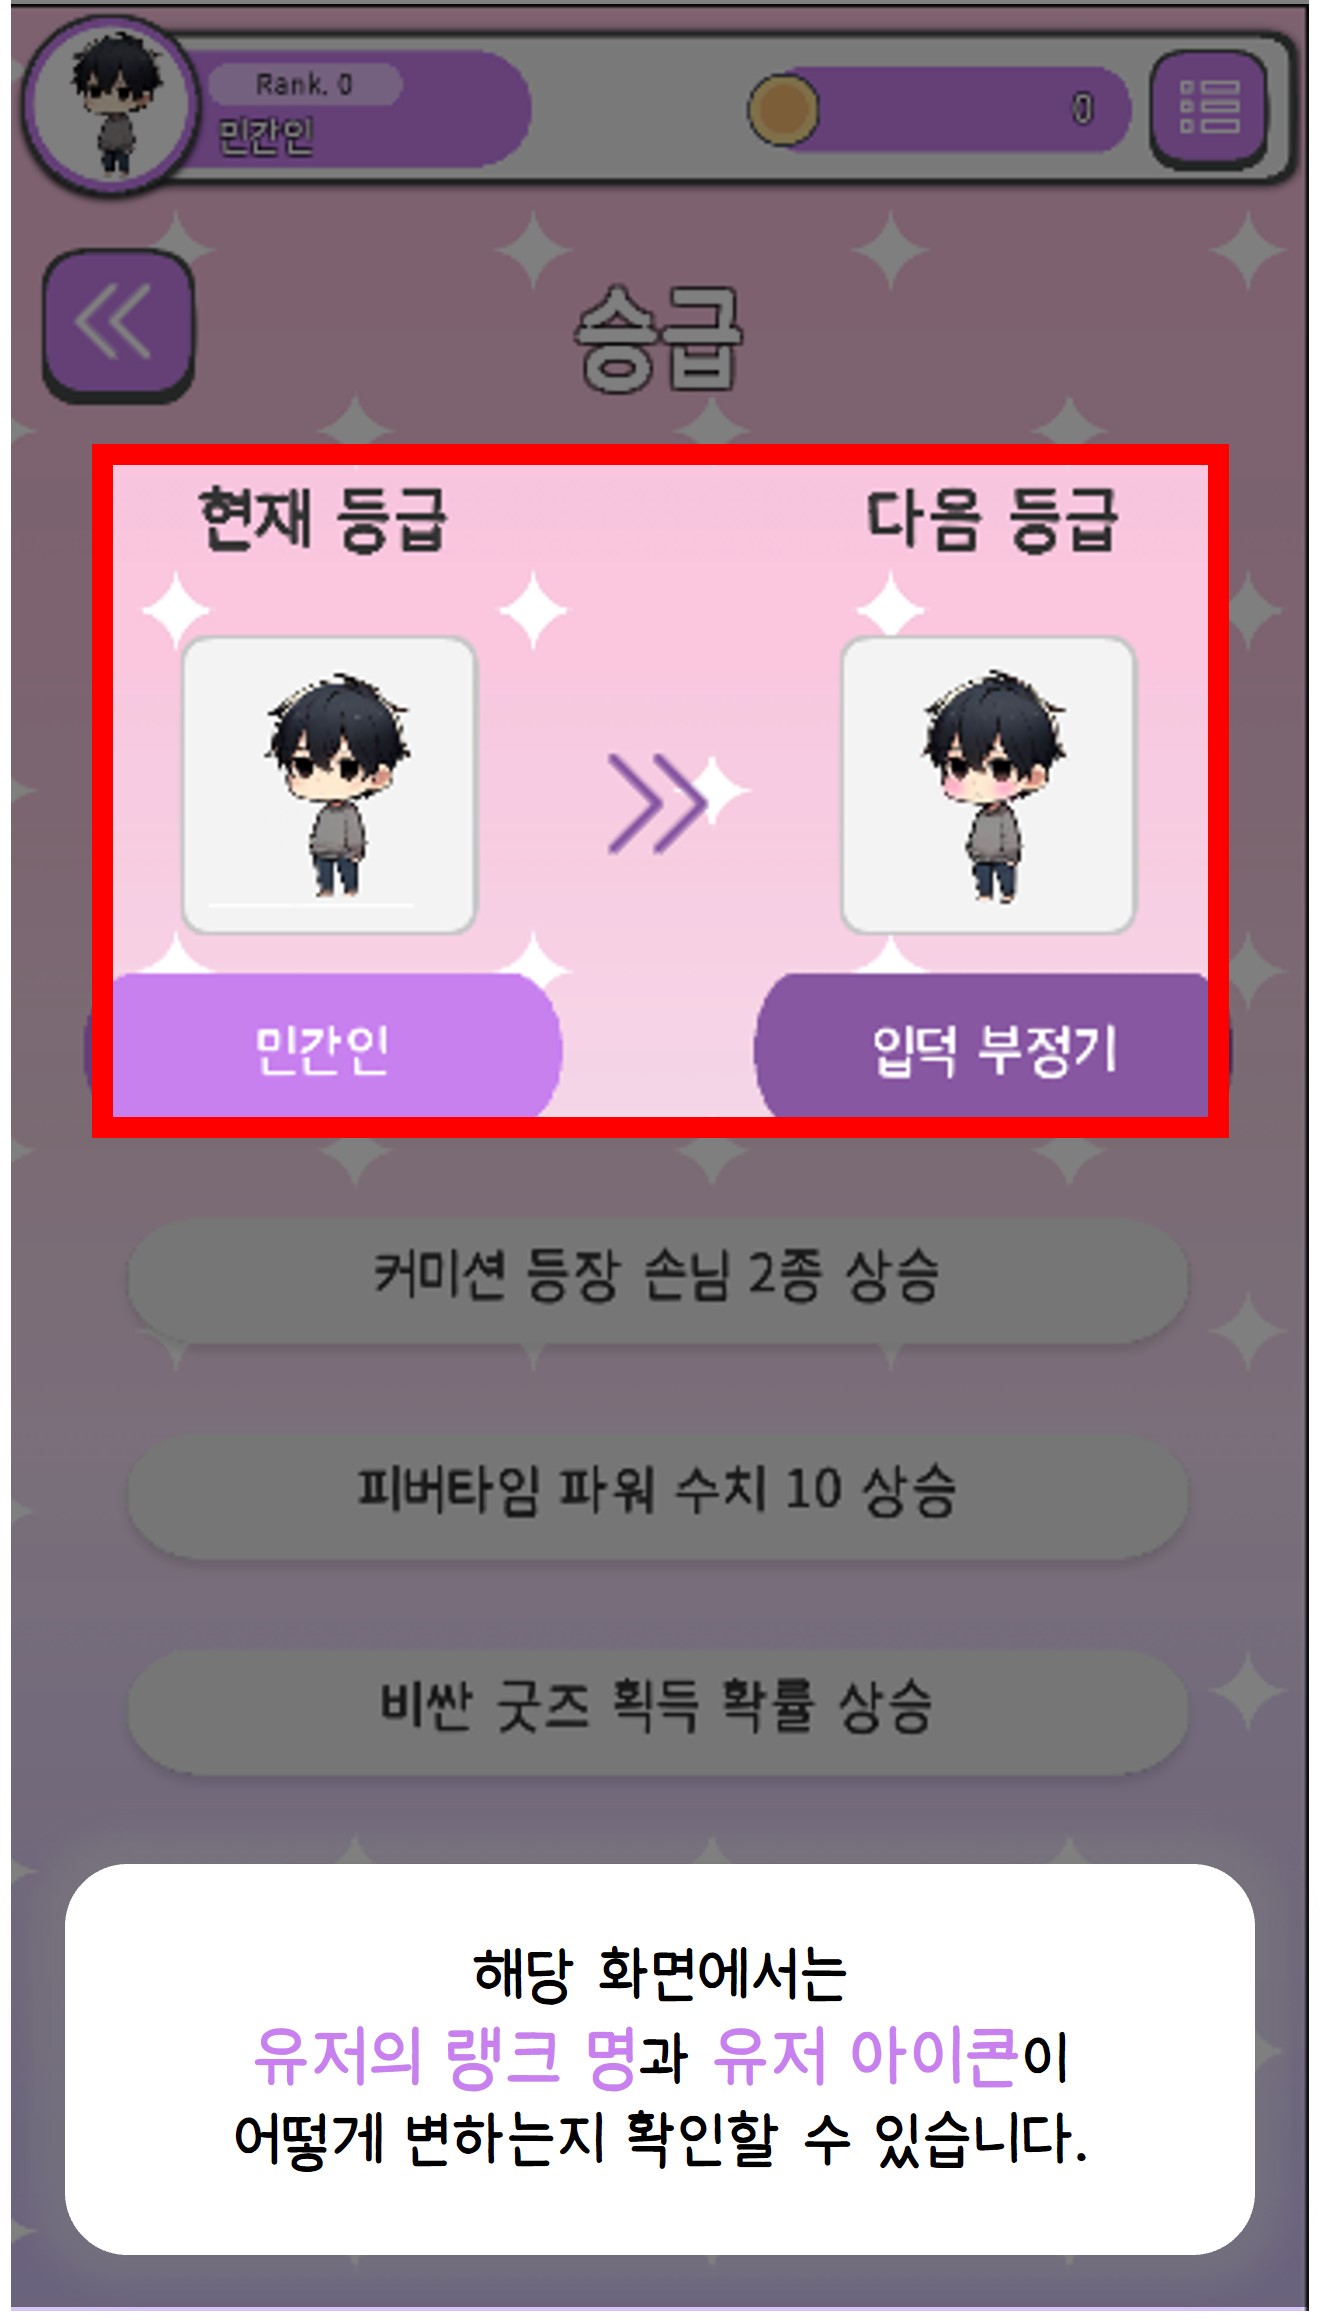 Rank. 0
민간인
0
승급
현재 등급
다음 등급
민간인
입덕 부정기
커미션 등장 손님 2종 상승
피버타임 파워 수치 10 상승
비싼 굿즈 획득 확률 상승
해당 화면에서는
유저의 랭크 명과 유저 아이콘이
어떻게 변하는지 확인할 수 있습니다.